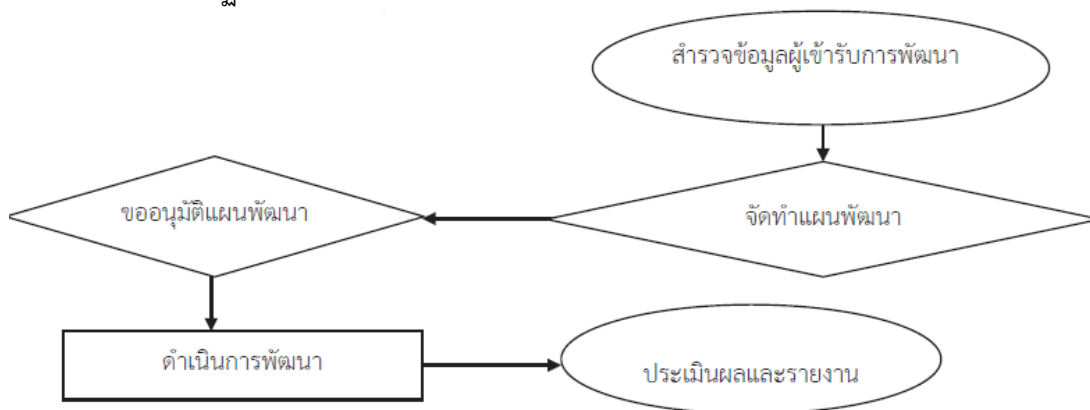 สำรวจข้อมูลผู้เข้ารับการพัฒนา
จัดทำแผนพัฒนา
ขออนุมัติแผนพัฒนา
ดำเนินการพัฒนา
ประเมินผลและรายงาน